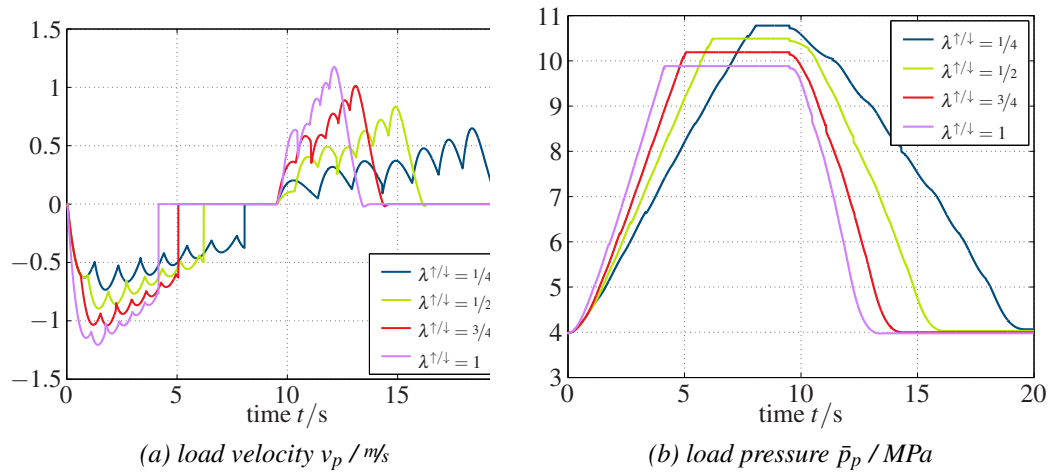 1.5
1
0.5
0
−0.5
−1
−1.5
0 5 10 15
time t/s
λ↑/↓ = 1/4
λ↑/↓ = 1/2
λ↑/↓ = 3/4
λ↑/↓ = 1
(a) load velocity vp / m/s
11
10
9
8
7
6
5
4
3
0 5 10 15 20
time t/s
λ↑/↓ = 1/4
λ↑/↓ = 1/2
λ↑/↓ = 3/4
λ↑/↓ = 1
(b) load pressure p̄p / MPa